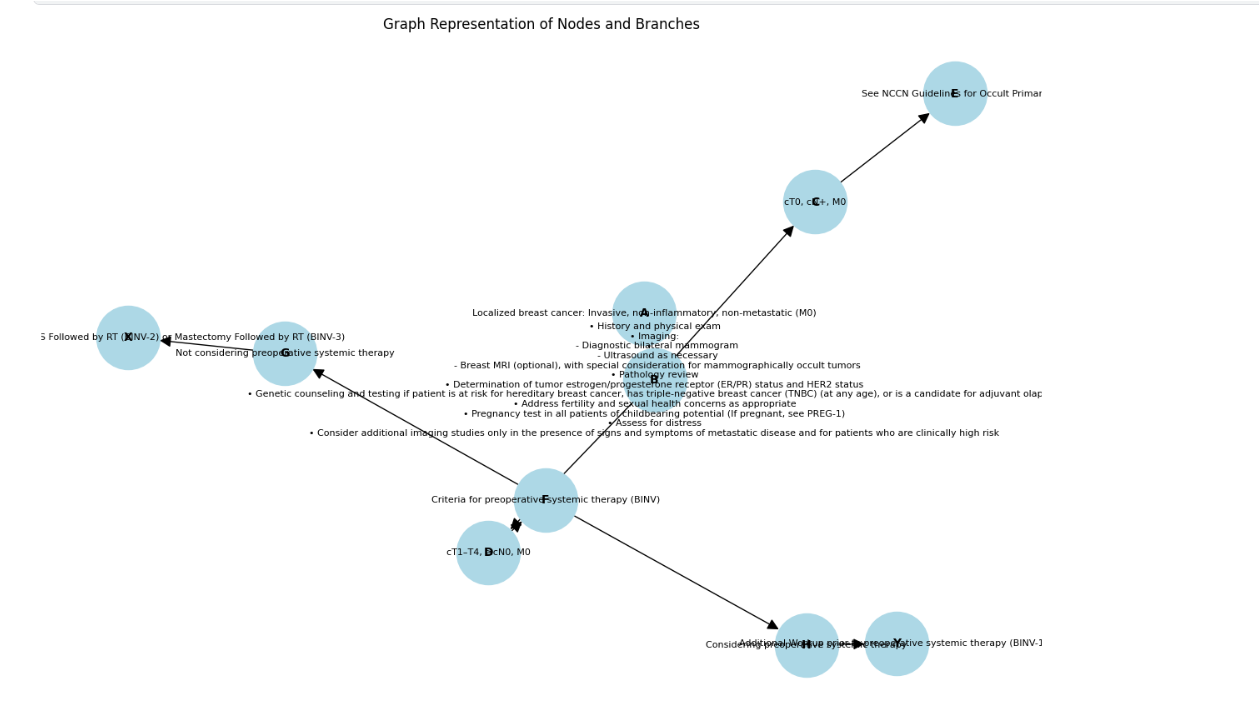 Graph Representation of Nodes and Branches
See NCCN Guidelines for Occult Primar
E
cT0, cN+, M0
C
Localized breast cancer: Invasive, non-inflammatory, non-metastatic (M0)
A
• History and physical exam
• Imaging:
- Diagnostic bilateral mammogram
- Ultrasound as necessary
- Breast MRI (optional), with special consideration for mammographically occult tumors
• Pathology review
B
• Determination of tumor estrogen/progesterone receptor (ER/PR) status and HER2 status
• Genetic counseling and testing if patient is at risk for hereditary breast cancer, has triple-negative breast cancer (TNBC) (at any age), or is a candidate for adjuvant olap
• Address fertility and sexual health concerns as appropriate
• Pregnancy test in all patients of childbearing potential (If pregnant, see PREG-1)
• Assess for distress
• Consider additional imaging studies only in the presence of signs and symptoms of metastatic disease and for patients who are clinically high risk
S Followed by RT (BINV-2) or Mastectomy Followed by RT (BINV-3)
X
Not considering preoperative systemic therapy
G
Criteria for preoperative systemic therapy (BINV)
F
cT1–T4, cN0, M0
D
Considering preoperative systemic therapy
H
Additional Workup prior to preoperative systemic therapy (BINV-1
Y